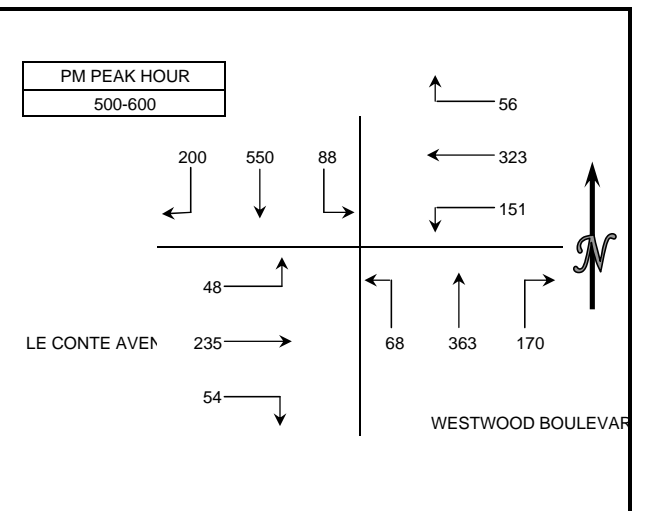 PM PEAK HOUR
500-600
56
200 550 88
323
151
N
48
LE CONTE AVEN
235
68 363 170
54
WESTWOOD BOULEVAR